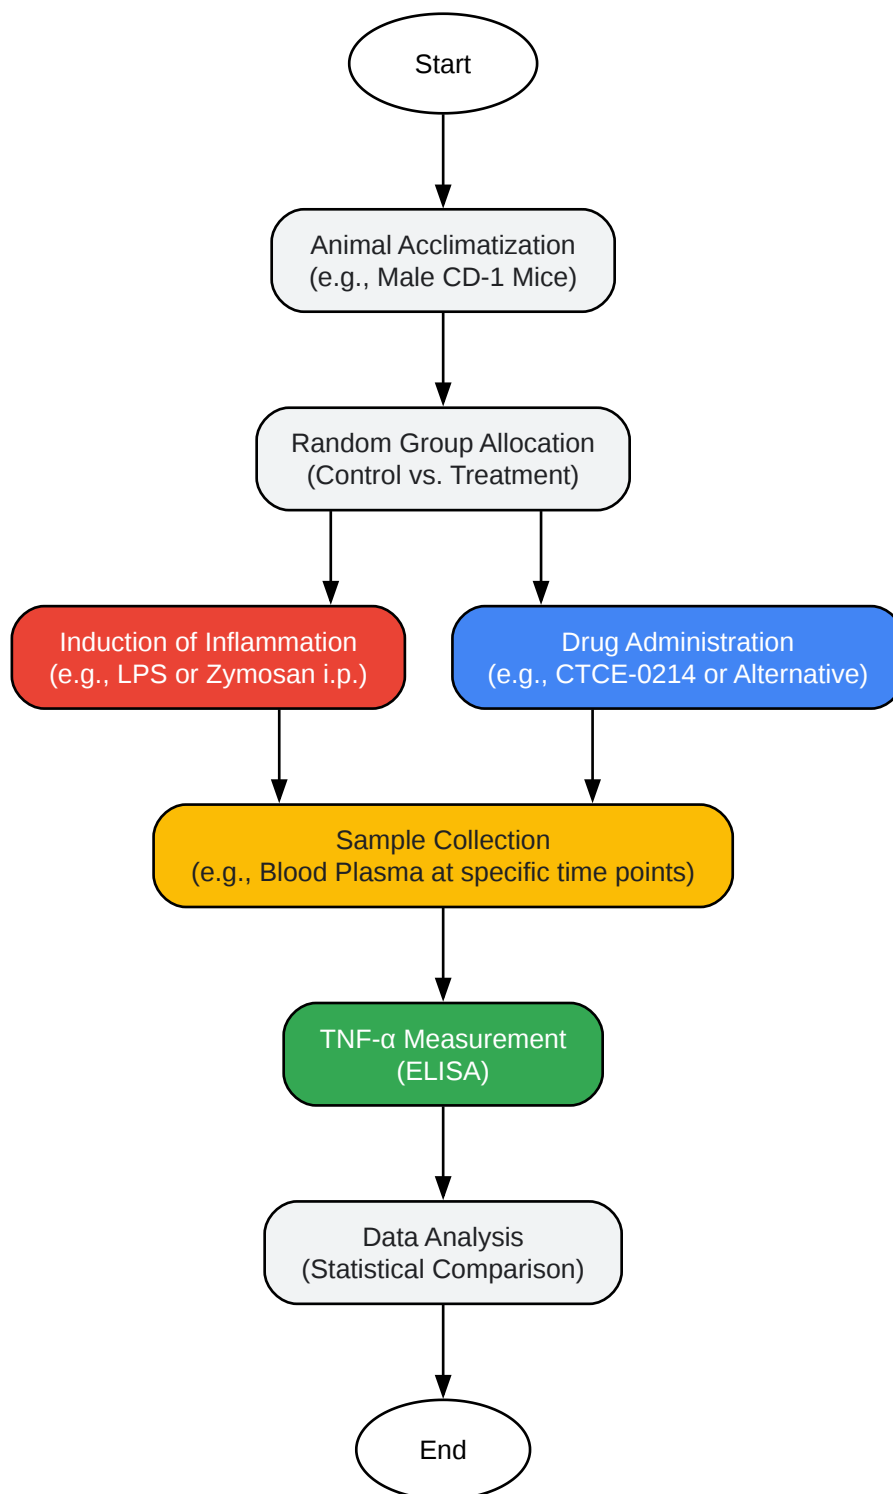 Start
Animal Acclimatization
(e.g., Male CD-1 Mice)
Random Group Allocation
(Control vs. Treatment)
Induction of Inflammation
(e.g., LPS or Zymosan i.p.)
Drug Administration
(e.g., CTCE-0214 or Alternative)
Sample Collection
(e.g., Blood Plasma at specific time points)
TNF-α Measurement
(ELISA)
Data Analysis
(Statistical Comparison)
End